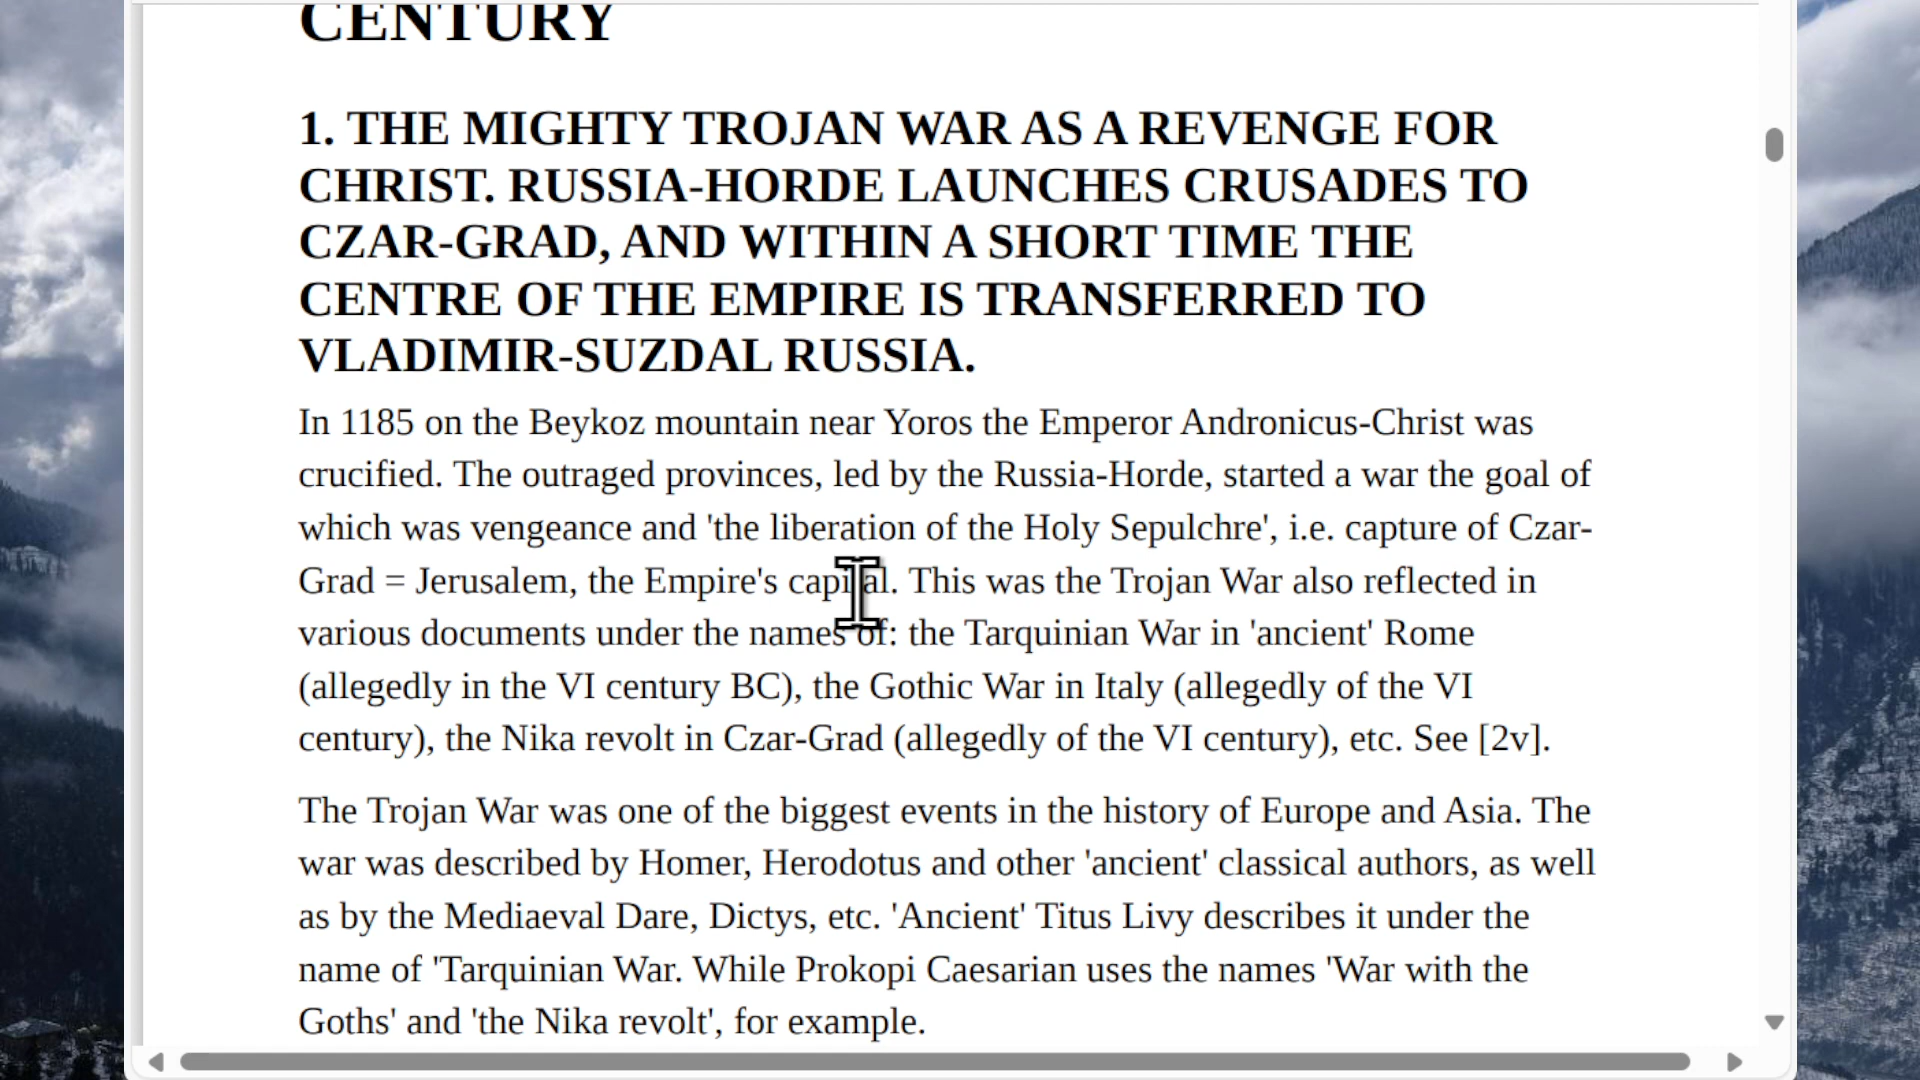 CENTURY
1. THE MIGHTY TROJAN WAR AS A REVENGE FOR
CHRIST. RUSSIA-HORDE LAUNCHES CRUSADES TO
CZAR-GRAD, AND WITHIN A SHORT TIME THE
CENTRE OF THE EMPIRE IS TRANSFERRED TO
VLADIMIR-SUZDAL RUSSIA.
In 1185 on the Beykoz mountain near Yoros the Emperor Andronicus-Christ was
crucified. The outraged provinces, led by the Russia-Horde, started a war the goal of
which was vengeance and 'the liberation of the Holy Sepulchre', i.e. capture of Czar-
Grad = Jerusalem, the Empire's capital. This was the Trojan War also reflected in
various documents under the names of: the Tarquinian War in 'ancient' Rome
(allegedly in the VI century BC), the Gothic War in Italy (allegedly of the VI
century), the Nika revolt in Czar-Grad (allegedly of the VI century), etc. See [2v].
The Trojan War was one of the biggest events in the history of Europe and Asia. The
war was described by Homer, Herodotus and other 'ancient' classical authors, as well
as by the Mediaeval Dare, Dictys, etc. 'Ancient' Titus Livy describes it under the
name of 'Tarquinian War. While Prokopi Caesarian uses the names 'War with the
Goths' and 'the Nika revolt', for example.